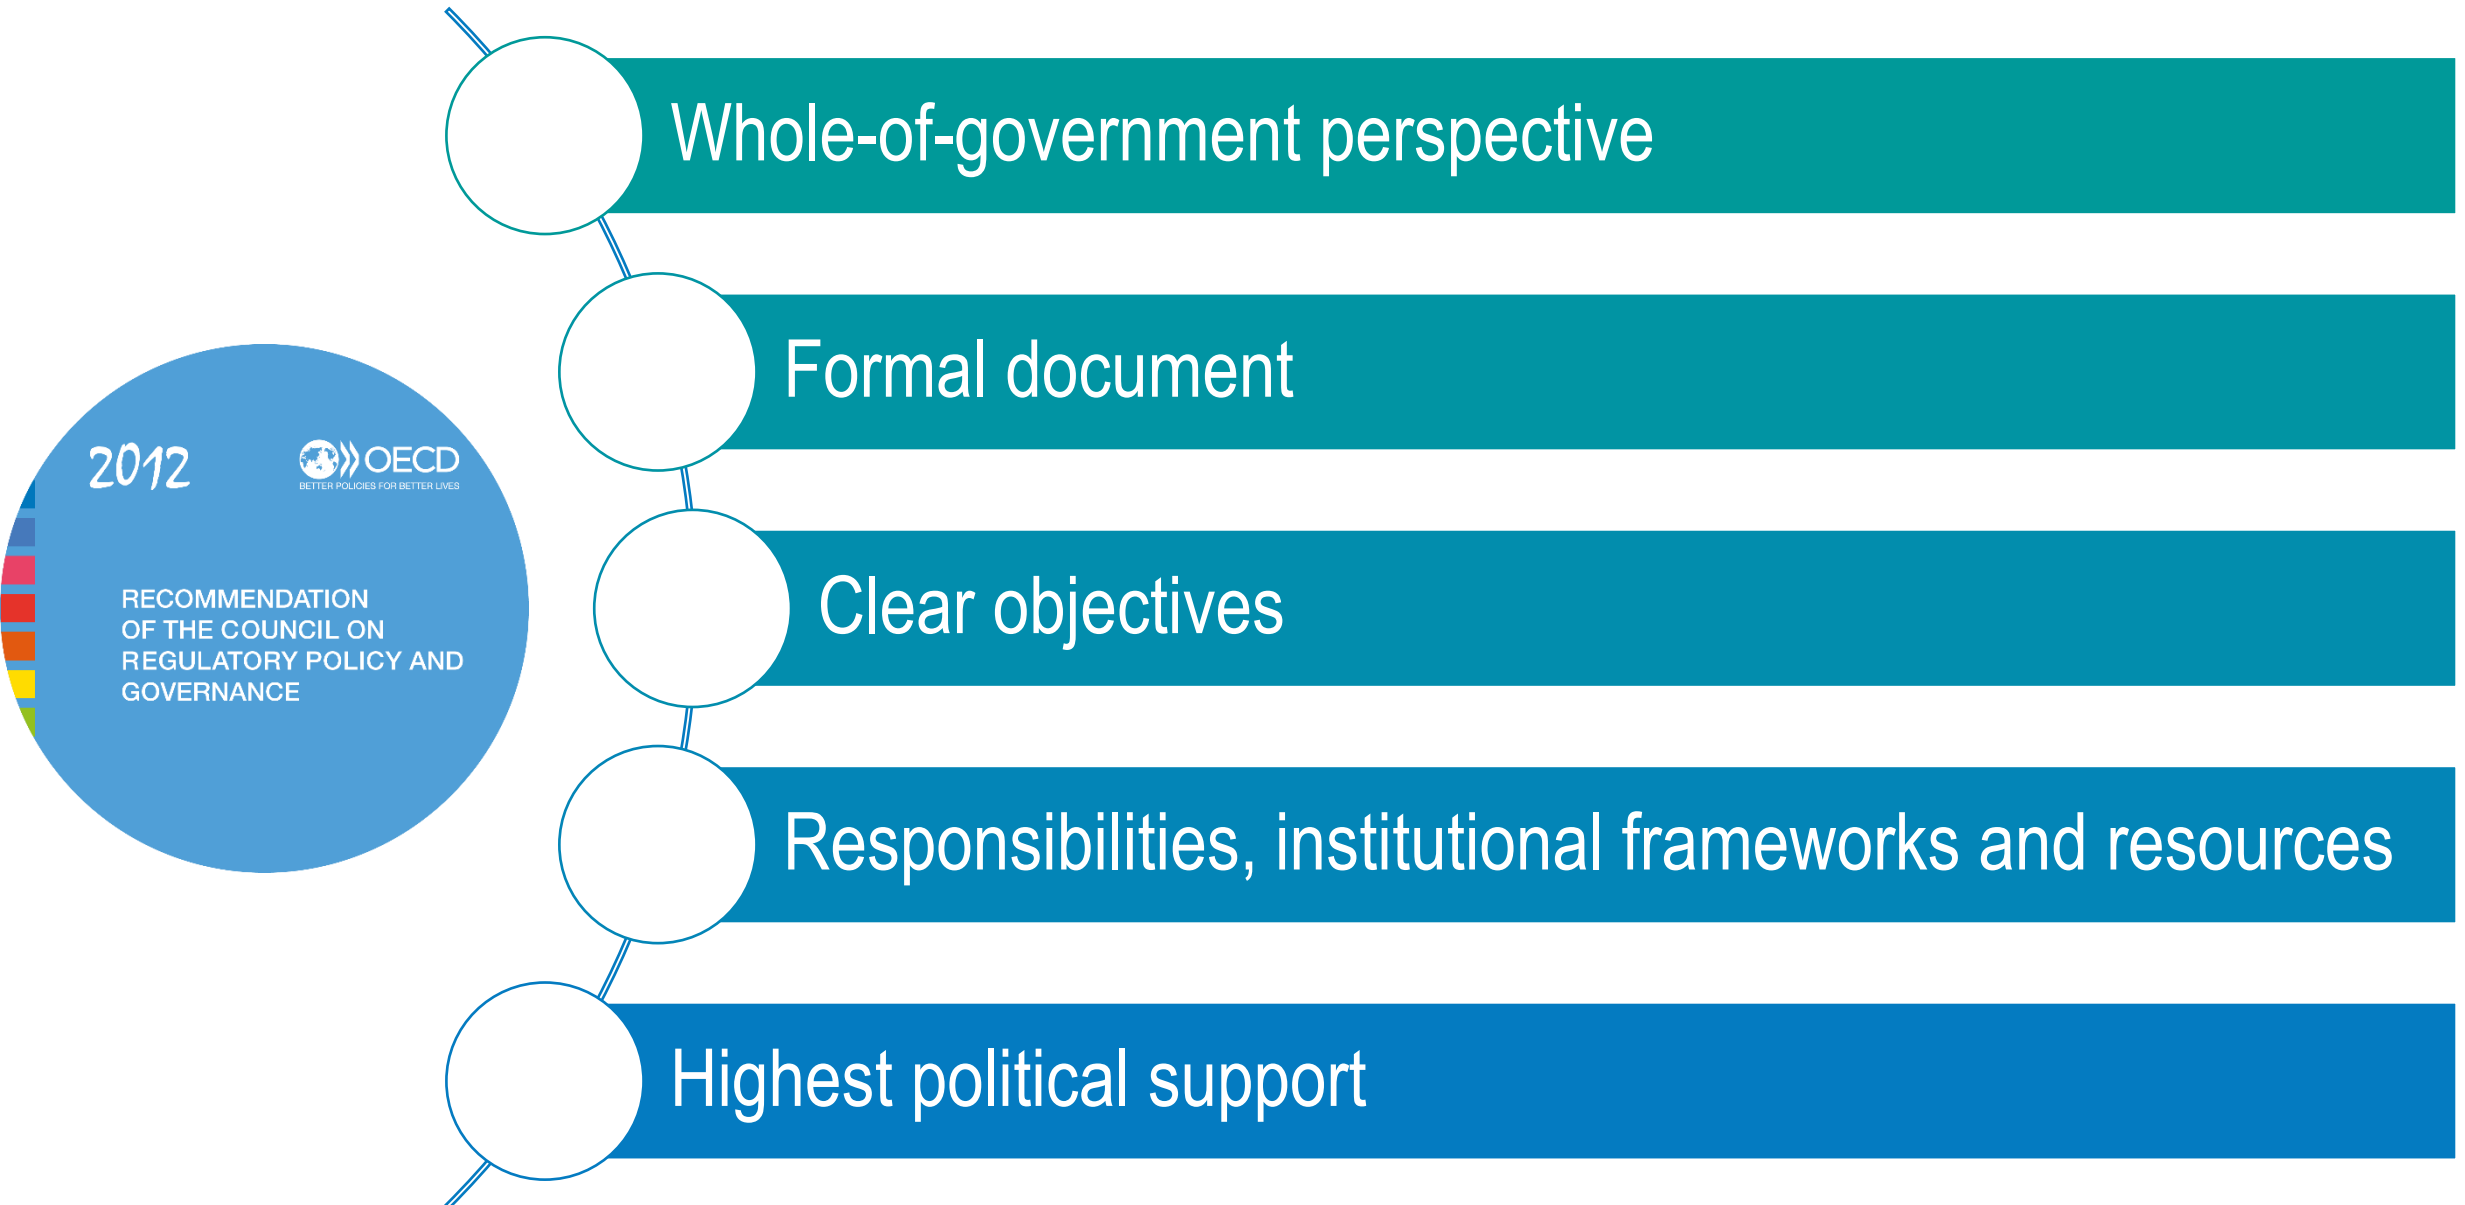 2012
OECD
BETTER POLICIES FOR BETTER LIVES
RECOMMENDATION
OF THE COUNCIL ON
REGULATORY POLICY AND
GOVERNANCE
Whole-of-government perspective
Formal document
Clear objectives
Responsibilities, institutional frameworks and resources
Highest political support